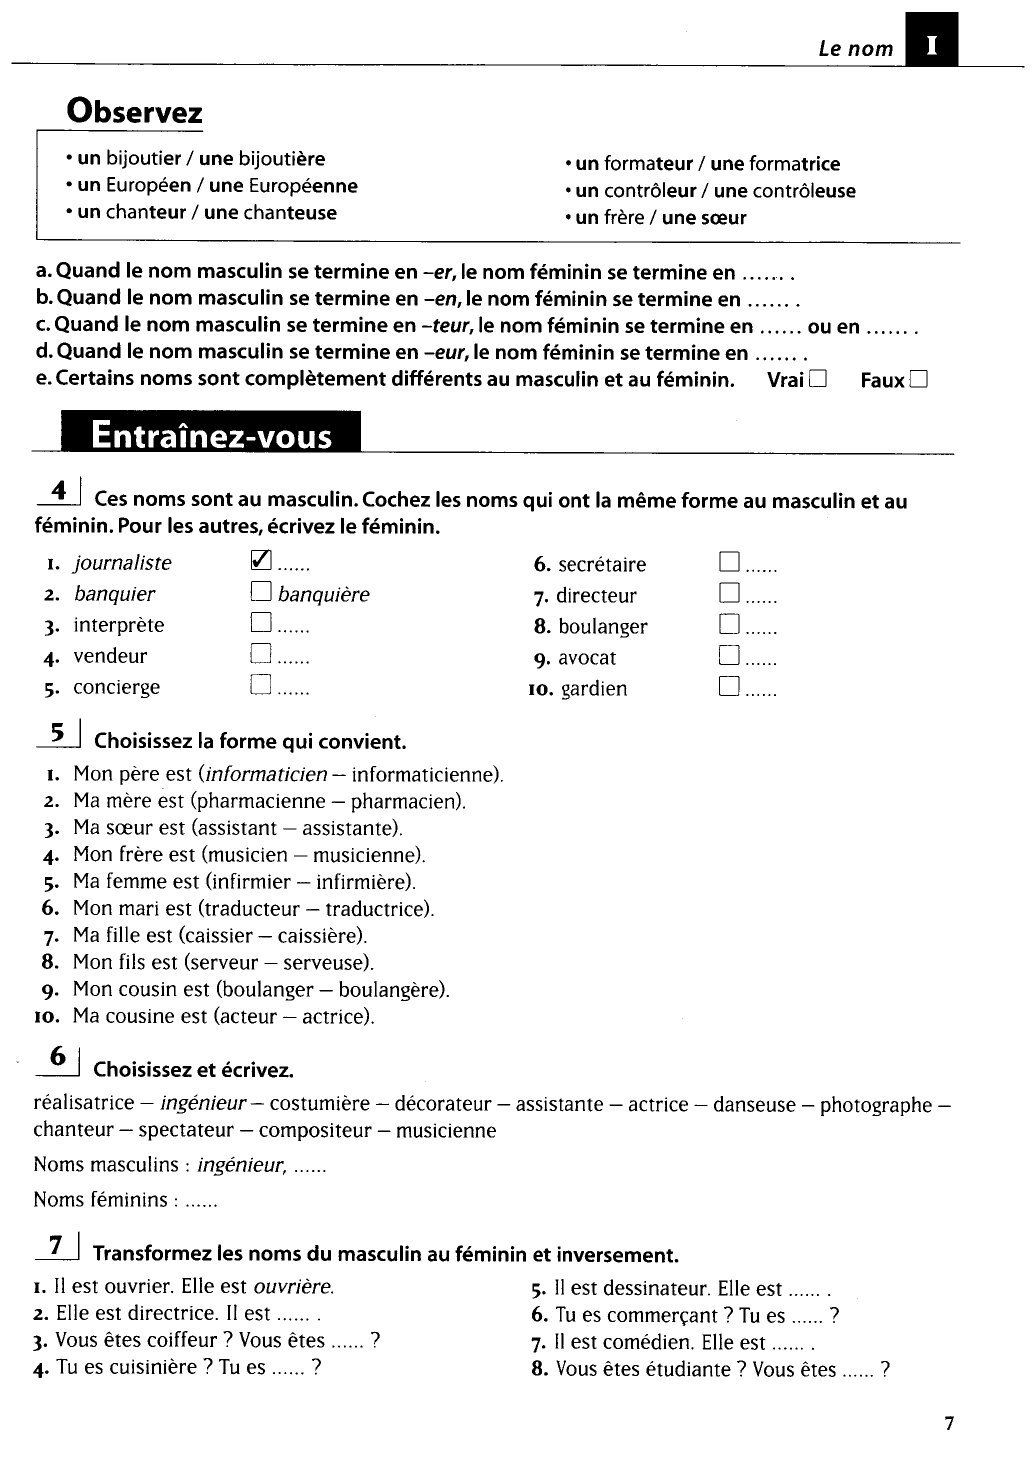 Le nom I
Observez
• un bijoutier / une bijoutière
• un Européen / une Européenne
• un chanteur / une chanteuse
• un formateur / une formatrice
• un contrôleur / une contrôleuse
• un frère / une sœur
a. Quand le nom masculin se termine en –er, le nom féminin se termine en ....... .
b. Quand le nom masculin se termine en –en, le nom féminin se termine en ....... .
c. Quand le nom masculin se termine en –teur, le nom féminin se termine en ...... ou en ....... .
d. Quand le nom masculin se termine en –eur, le nom féminin se termine en ....... .
e. Certains noms sont complètement différents au masculin et au féminin. Vrai ☐ Faux ☐
Entraînez-vous
4 Ces noms sont au masculin. Cochez les noms qui ont la même forme au masculin et au
féminin. Pour les autres, écrivez le féminin.
1. journaliste ☑ ......
2. banquier ☐ banquière
3. interprète ☐ ......
4. vendeur ☐ ......
5. concierge ☐ ......
6. secrétaire ☐ ......
7. directeur ☐ ......
8. boulanger ☐ ......
9. avocat ☐ ......
10. gardien ☐ ......
5 Choisissez la forme qui convient.
1. Mon père est (informaticien – informaticienne).
2. Ma mère est (pharmacienne – pharmacien).
3. Ma sœur est (assistant – assistante).
4. Mon frère est (musicien – musicienne).
5. Ma femme est (infirmier – infirmière).
6. Mon mari est (traducteur – traductrice).
7. Ma fille est (caissier – caissière).
8. Mon fils est (serveur – serveuse).
9. Mon cousin est (boulanger – boulangère).
10. Ma cousine est (acteur – actrice).
6 Choisissez et écrivez.
réalisatrice – ingénieur – costumière – décorateur – assistante – actrice – danseuse – photographe –
chanteur – spectateur – compositeur – musicienne
Noms masculins : ingénieur, ......
Noms féminins : ......
7 Transformez les noms du masculin au féminin et inversement.
1. Il est ouvrier. Elle est ouvrière.
2. Elle est directrice. Il est ...... .
3. Vous êtes coiffeur ? Vous êtes ...... ?
4. Tu es cuisinière ? Tu es ...... ?
5. Il est dessinateur. Elle est ...... .
6. Tu es commerçant ? Tu es ...... ?
7. Il est comédien. Elle est ...... .
8. Vous êtes étudiante ? Vous êtes ...... ?
7